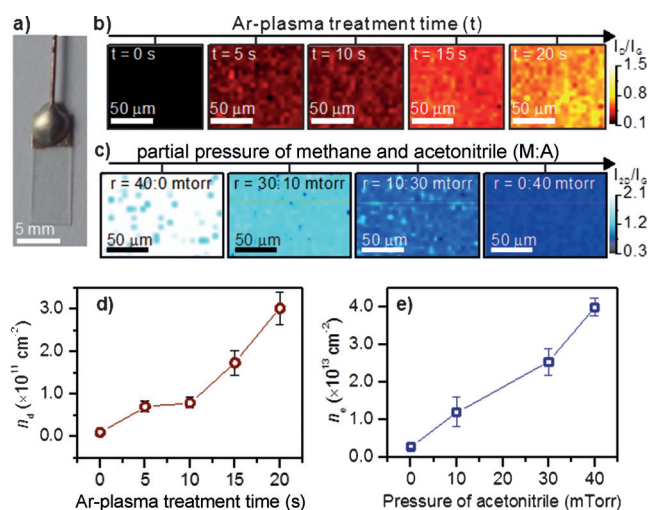 a)
5 mm
Ar-plasma treatment time (t)
b)
I_D/I_G
t = 0 s
t = 5 s
t = 10 s
t = 15 s
t = 20 s
50 μm
50 μm
50 μm
50 μm
50 μm
1.5
1.0
0.1
c)
partial pressure of methane and acetonitrile (M:A)
I_2D/I_G
r = 40:0 mtorr
r = 30:10 mtorr
r = 10:30 mtorr
r = 0:40 mtorr
50 μm
50 μm
50 μm
50 μm
2.1
1.2
0.3
d)
n_d (×10^11 cm^-2)
3.0
2.0
1.0
0.0
0 5 10 15 20
Ar-plasma treatment time (s)
e)
n_e (×10^13 cm^-2)
4.0
3.0
2.0
1.0
0.0
0 10 20 30 40
Pressure of acetonitrile (mTorr)